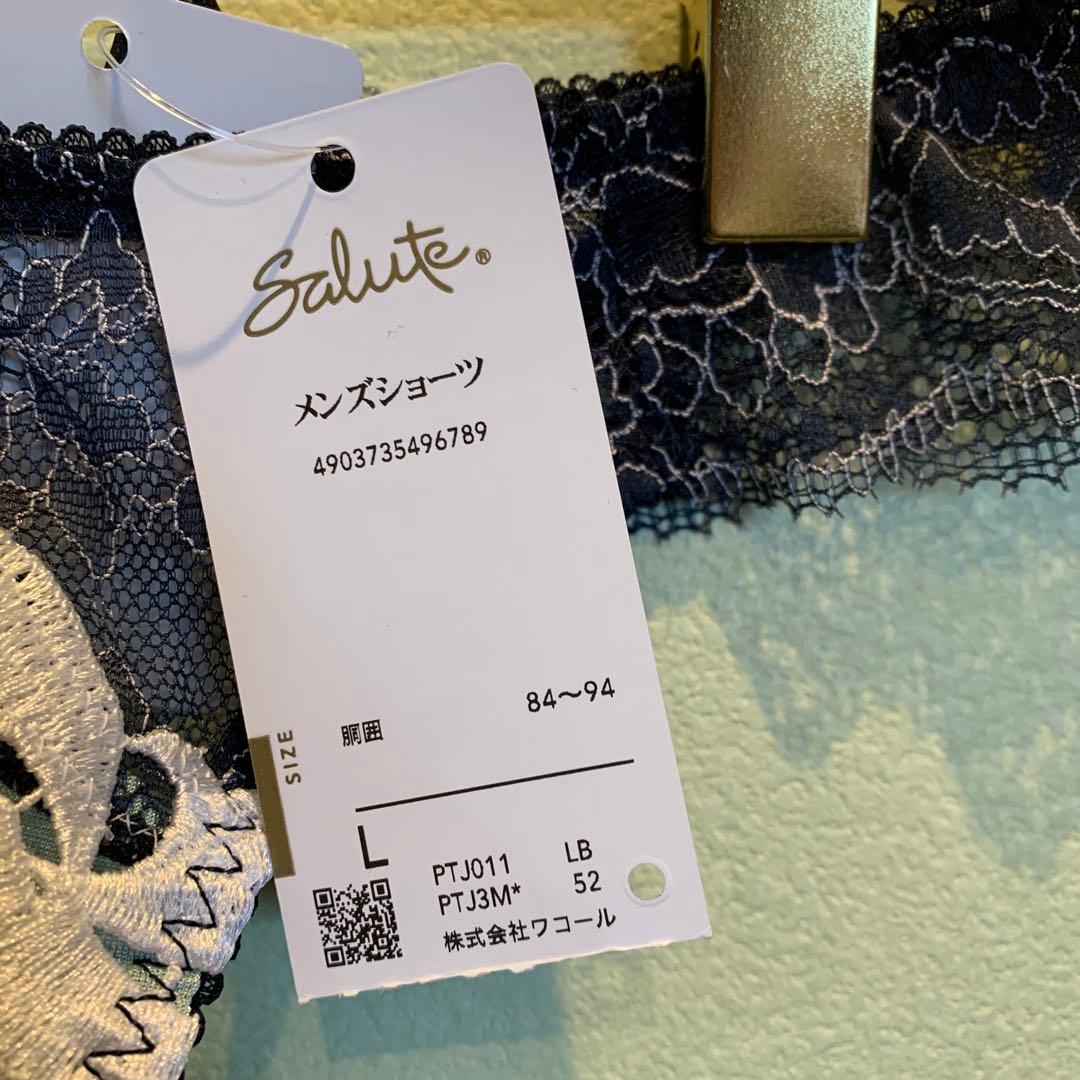 Salute®
メンズショーツ
4903735496789
胴囲 84～94
SIZE
L
PTJ011 LB
PTJ3M* 52
株式会社ワコール